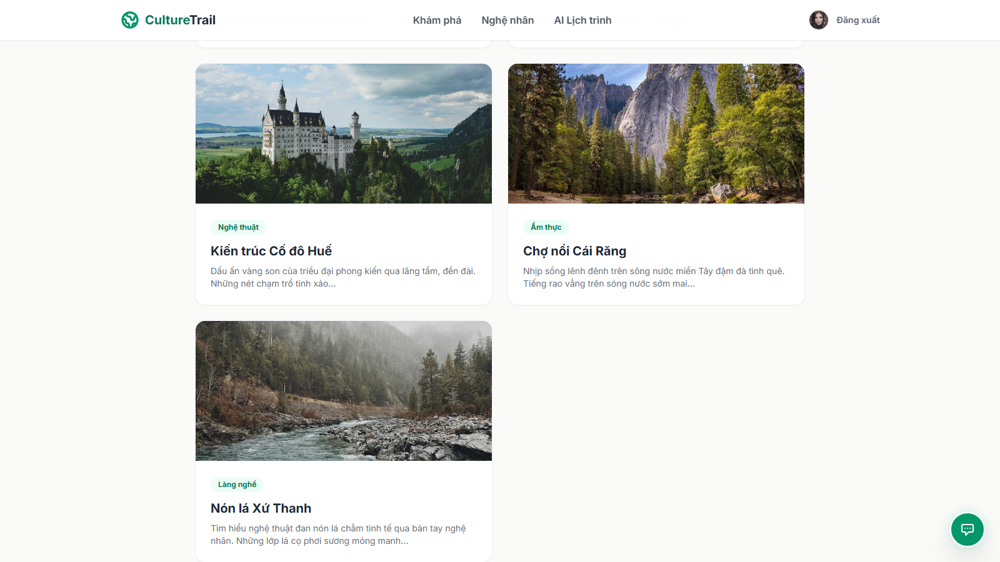 CultureTrail
Khám phá
Nghệ nhân
AI Lịch trình
Đăng xuất
Nghệ thuật
Kiến trúc Cố đô Huế
Dấu ấn vàng son của triều đại phong kiến qua lăng tẩm, đền đài.
Những nét chạm trổ tinh xảo...
Ẩm thực
Chợ nổi Cái Răng
Nhịp sống lênh đênh trên sông nước miền Tây đậm đà tình quê.
Tiếng rao vẳng trên sóng nước sớm mai...
Làng nghề
Nón lá Xứ Thanh
Tìm hiểu nghệ thuật đan nón lá chằm tinh tế qua bàn tay nghệ
nhân. Những lớp lá cọ phơi sương mỏng manh...